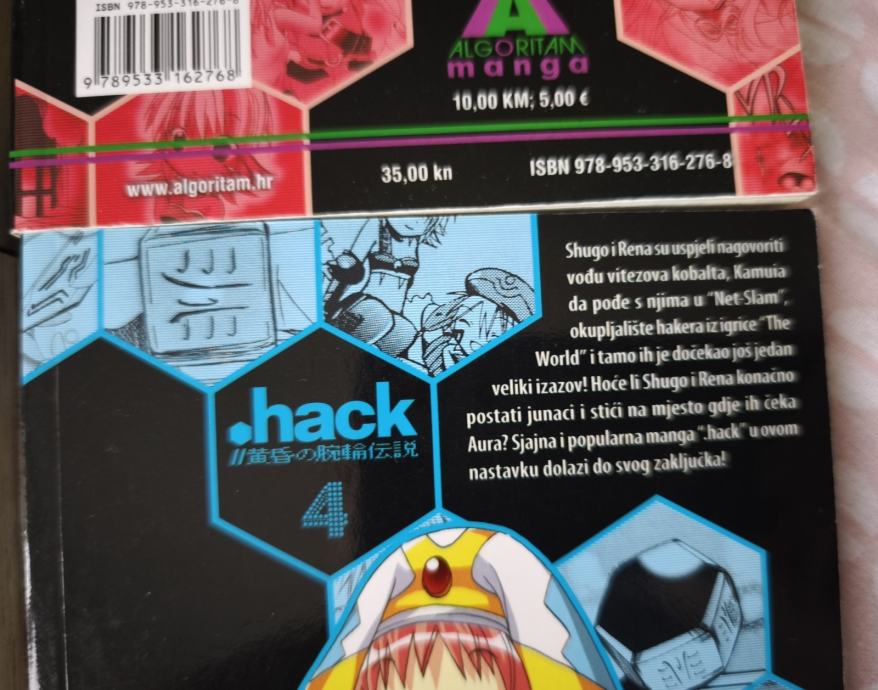 ISBN 978-953-316-276-8
9 789533 162768
ALGORITAM
manga
10,00 KM; 5,00 €
www.algoritam.hr
35,00 kn
ISBN 978-953-316-276-8
Shugo i Rena su uspjeli nagovoriti
vođu vitezova kobalta, Kamuia
da pođe s njima u "Net-Slam",
okupljalište hakera iz igrice "The
World" i tamo ih je dočekao još jedan
veliki izazov! Hoće li Shugo i Rena konačno
postati junaci i stići na mjesto gdje ih čeka
Aura? Sjajna i popularna manga ".hack" u ovom
nastavku dolazi do svog zaključka!
.hack
//黄昏の腕輪伝説
4